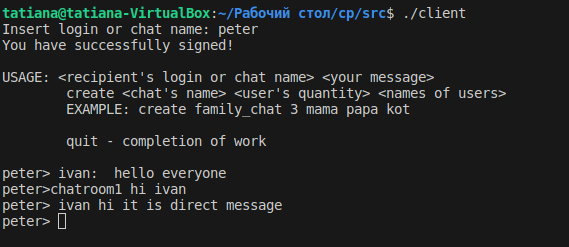 tatiana@tatiana-VirtualBox:~/Рабочий стол/cp/src$ ./client
Insert login or chat name: peter
You have successfully signed!
USAGE: <recipient's login or chat name> <your message>
create <chat's name> <user's quantity> <names of users>
EXAMPLE: create family_chat 3 mama papa kot
quit - completion of work
peter> ivan:  hello everyone
peter>chatroom1 hi ivan
peter> ivan hi it is direct message
peter>